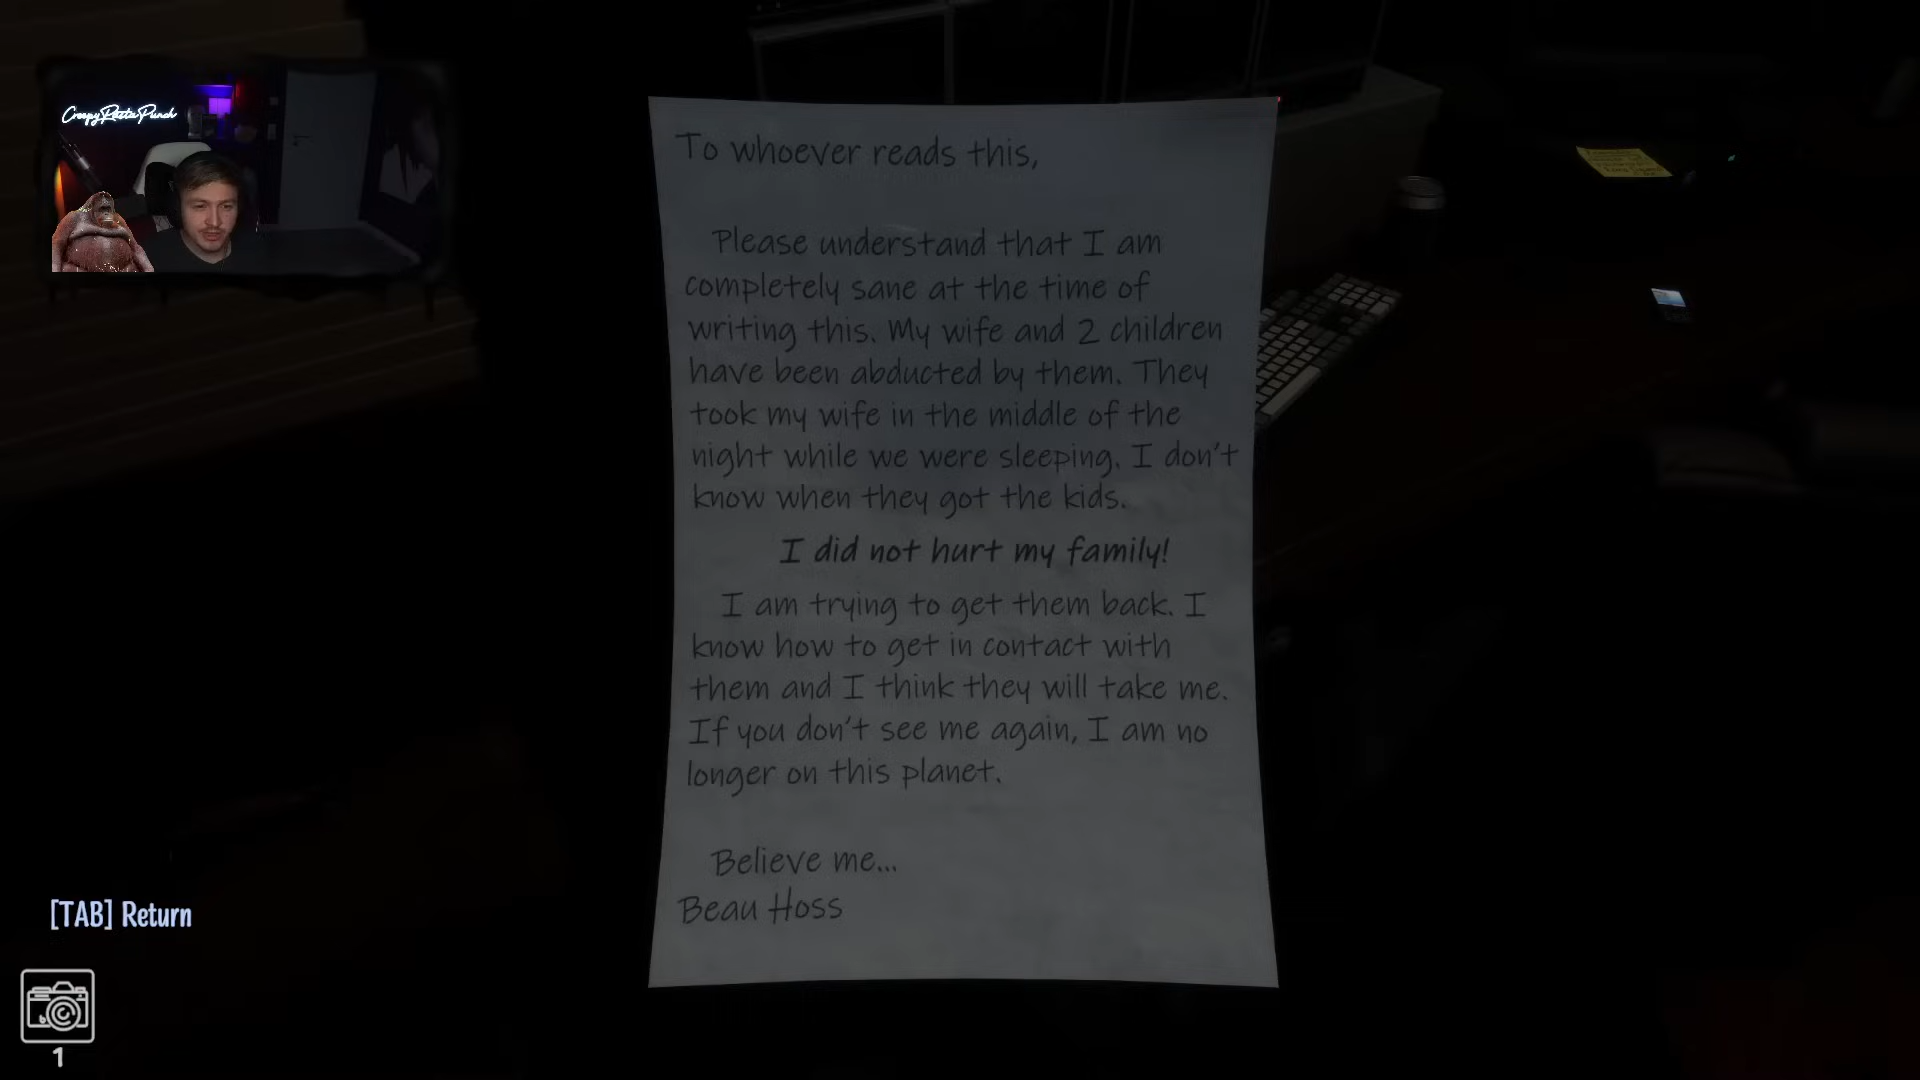 CreepyPastaPunch
To whoever reads this,
Please understand that I am
completely sane at the time of
writing this. My wife and 2 children
have been abducted by them. They
took my wife in the middle of the
night while we were sleeping. I don't
know when they got the kids.
I did not hurt my family!
I am trying to get them back. I
know how to get in contact with
them and I think they will take me.
If you don't see me again, I am no
longer on this planet.
Believe me...
Beau Hoss
[TAB] Return
1